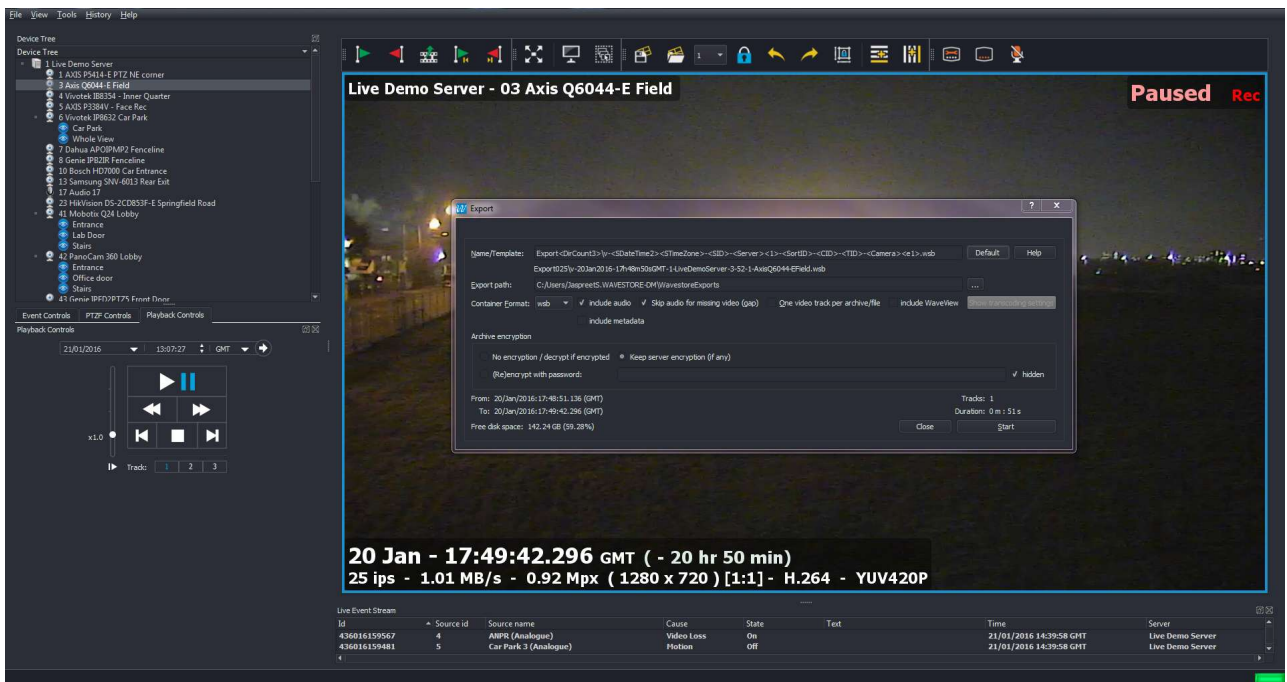 File View Tools History Help
Device Tree
Device Tree
1 Live Demo Server
1 AXIS P5414-E PTZ NE corner
3 Axis Q6044-E Field
4 Vivotek IB8354 - Inner Quarter
5 AXIS P3384V - Face Rec
6 Vivotek IP8632 Car Park
Car Park
Whole View
7 Dahua APOIPMP2 Fenceline
8 Genie IPB2IR Fenceline
10 Bosch HD7000 Car Entrance
13 Samsung SNV-6013 Rear Exit
17 Audio 17
23 HikVision DS-2CD853F-E Springfield Road
41 Mobotix Q24 Lobby
Entrance
Lab Door
Stairs
42 PanoCam 360 Lobby
Entrance
Office door
Stairs
43 Genie IPFD2PTZ5 Front Door
Event Controls PTZF Controls Playback Controls
Playback Controls
21/01/2016 13:07:27 GMT
x1.0
Track: 1 2 3
1
Live Demo Server - 03 Axis Q6044-E Field
Paused Rec
Export
Name/Template: Export<DirCount3>\v-<SDateTime2><STimeZone>-<SID>-<Server><1>-<SortID>-<CID>-<TID>-<Camera><e1>.wsb Default Help
Export025\v-20Jan2016-17h48m50sGMT-1-LiveDemoServer-3-52-1-AxisQ6044-EField.wsb
Export path: C:/Users/JaspreetS.WAVESTORE-DM/WavestoreExports ...
Container Format: wsb include audio Skip audio for missing video (gap) One video track per archive/file include WaveView Show transcoding settings
include metadata
Archive encryption
No encryption / decrypt if encrypted Keep server encryption (if any)
(Re)encrypt with password: hidden
From: 20/Jan/2016:17:48:51.136 (GMT) Tracks: 1
To: 20/Jan/2016:17:49:42.296 (GMT) Duration: 0 m : 51 s
Free disk space: 142.24 GB (59.28%) Close Start
20 Jan - 17:49:42.296 GMT ( - 20 hr 50 min)
25 ips - 1.01 MB/s - 0.92 Mpx ( 1280 x 720 ) [1:1] - H.264 - YUV420P
Live Event Stream
Id Source id Source name Cause State Text Time Server
436016159567 4 ANPR (Analogue) Video Loss On 21/01/2016 14:39:58 GMT Live Demo Server
436016159481 5 Car Park 3 (Analogue) Motion Off 21/01/2016 14:39:58 GMT Live Demo Server